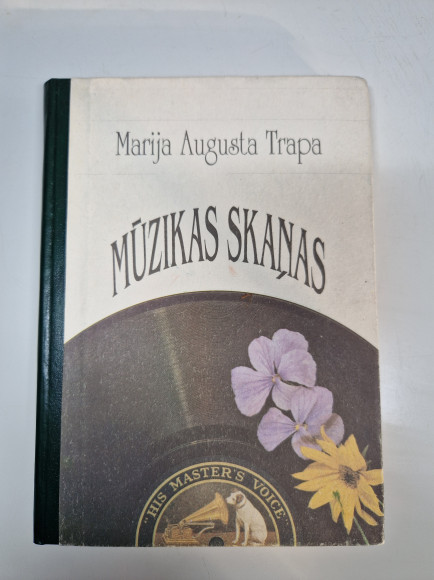 Marija Augusta Trapa
MŪZIKAS SKAŅAS
"HIS MASTER'S VOICE"